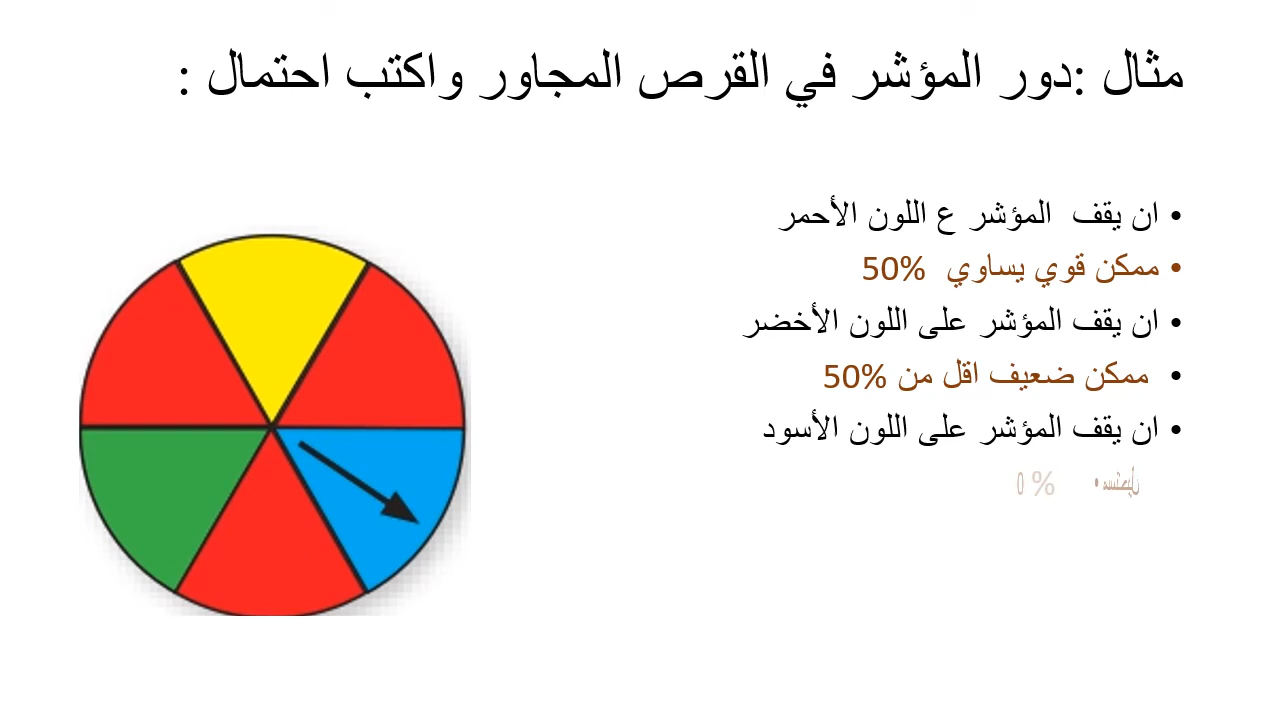 مثال :دور المؤشر في القرص المجاور واكتب احتمال :
• ان يقف المؤشر ع اللون الأحمر
• ممكن قوي يساوي 50%
• ان يقف المؤشر على اللون الأخضر
• ممكن ضعيف اقل من 50%
• ان يقف المؤشر على اللون الأسود
• مستحيل 0 %